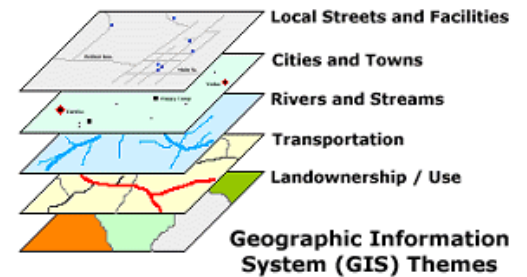 Local Streets and Facilities
Cities and Towns
Rivers and Streams
Transportation
Landownership / Use
Geographic Information
System (GIS) Themes